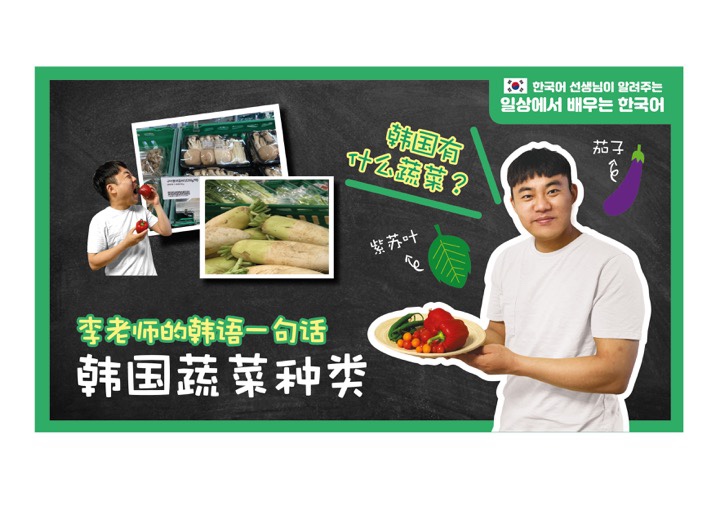 한국어 선생님이 알려주는
일상에서 배우는 한국어
韩国有
什么蔬菜？
茄子
紫苏叶
李老师的韩语一句话
韩国蔬菜种类